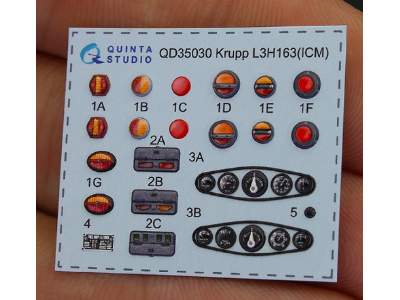 QUINTA STUDIO
QD35030 Krupp L3H163(ICM)
1A 1B 1C 1D 1E 1F
2A
3A
1G 2B
3B 5
4 2C